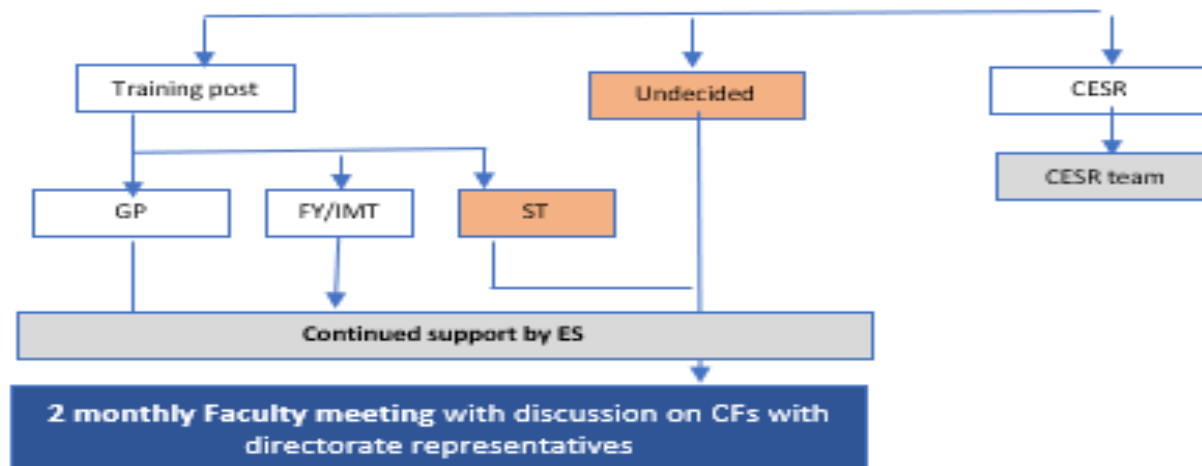 Training post
Undecided
CESR
CESR team
GP
FY/IMT
ST
Continued support by ES
2 monthly Faculty meeting with discussion on CFs with
directorate representatives